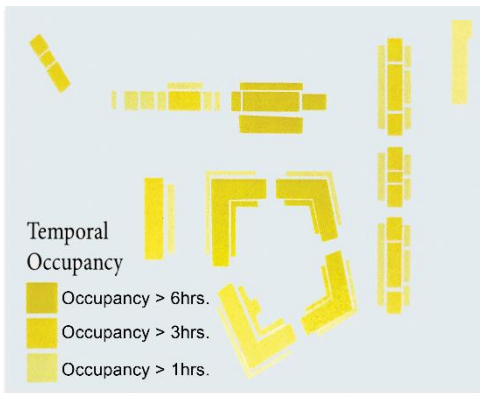 Temporal
Occupancy
Occupancy > 6hrs.
Occupancy > 3hrs.
Occupancy > 1hrs.